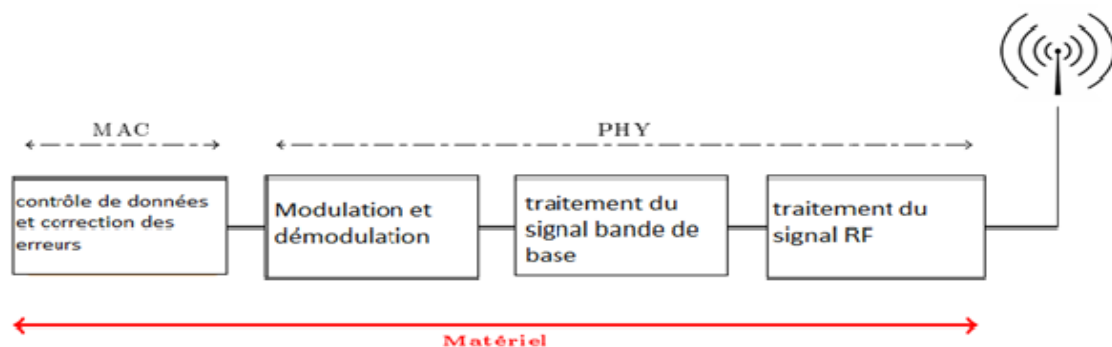 MAC
PHY
contrôle de données
et correction des
erreurs
Modulation et
démodulation
traitement du
signal bande de
base
traitement du
signal RF
Matériel